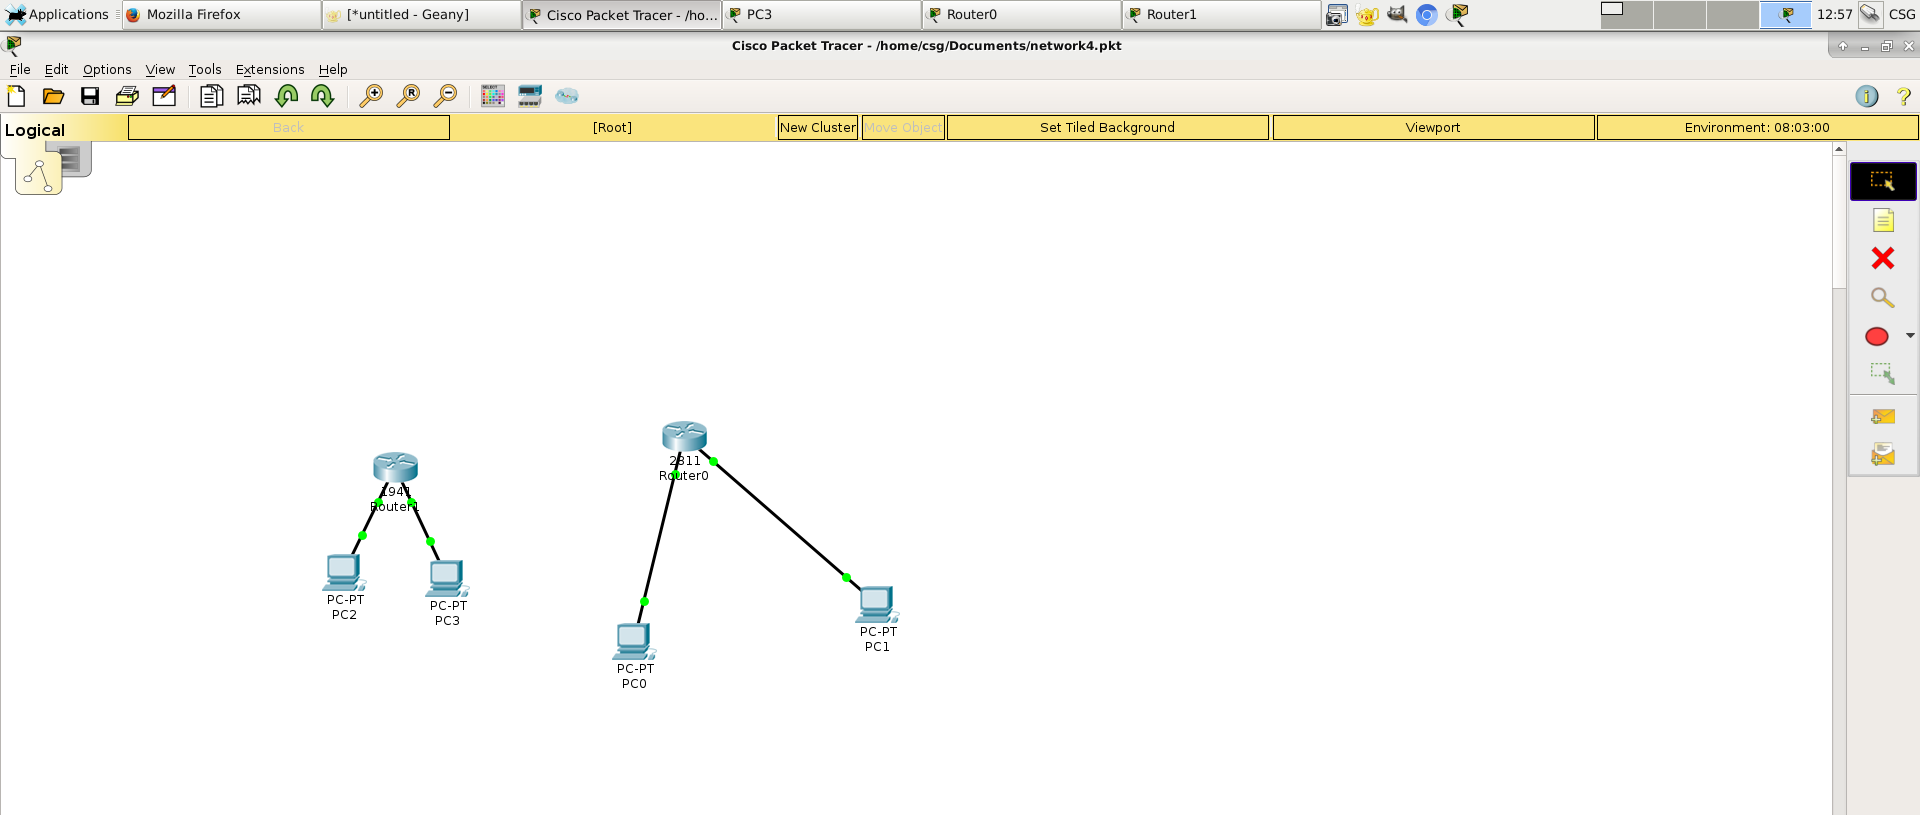 Applications
Mozilla Firefox
[*untitled - Geany]
Cisco Packet Tracer - /ho...
PC3
Router0
Router1
12:57
CSG
Cisco Packet Tracer - /home/csg/Documents/network4.pkt
File Edit Options View Tools Extensions Help
Logical
Back
[Root]
New Cluster
Move Object
Set Tiled Background
Viewport
Environment: 08:03:00
2811
Router0
1941
Router1
PC-PT
PC2
PC-PT
PC3
PC-PT
PC1
PC-PT
PC0